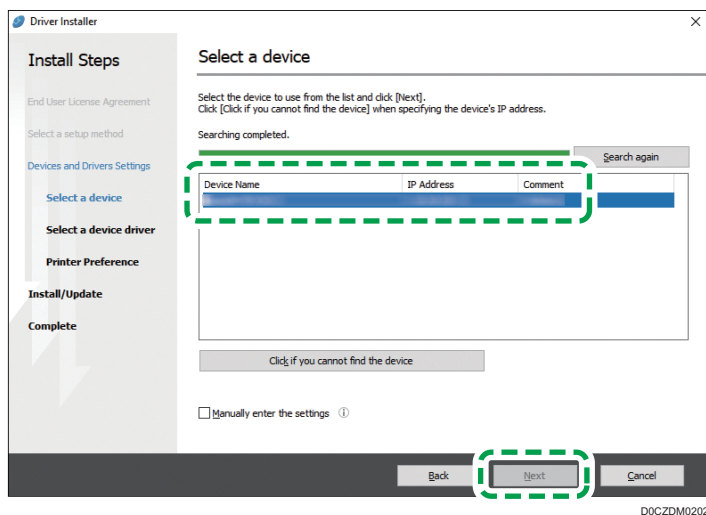 Driver Installer
Install Steps
Select a device
End User License Agreement
Select a setup method
Devices and Drivers Settings
Select a device
Select a device driver
Printer Preference
Install/Update
Complete
Select the device to use from the list and click [Next].
Click [Click if you cannot find the device] when specifying the device's IP address.
Searching completed.
Search again
Device Name IP Address Comment
Click if you cannot find the device
Manually enter the settings
Back Next Cancel
D0CZDM0202